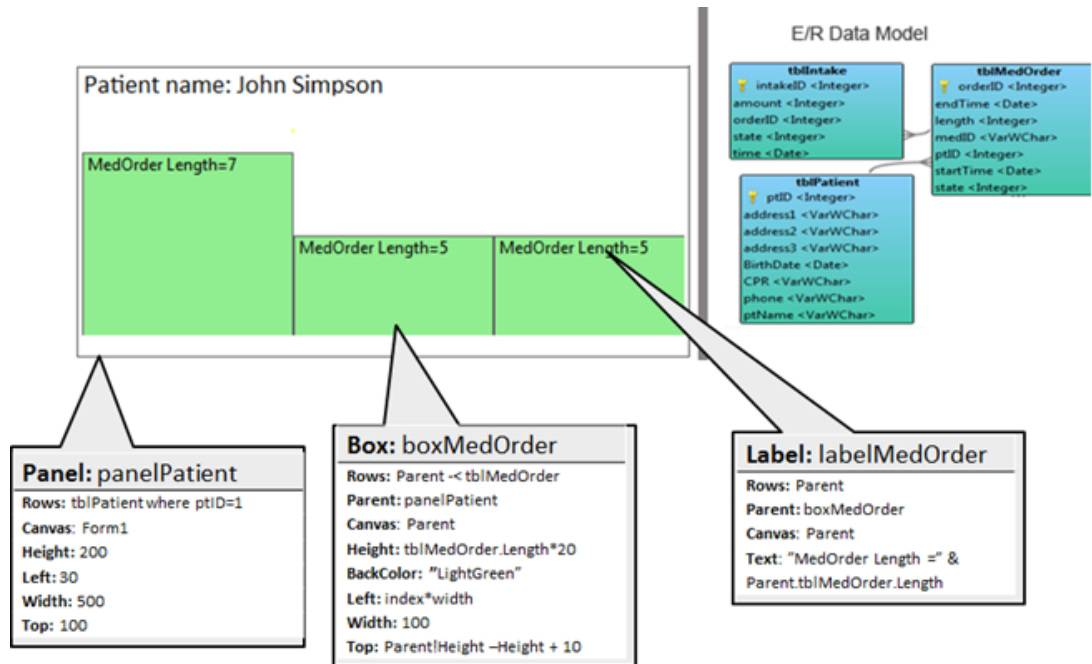 E/R Data Model
Patient name: John Simpson
MedOrder Length=7
MedOrder Length=5
MedOrder Length=5
tblIntake
intakeID <Integer>
amount <Integer>
orderID <Integer>
state <Integer>
time <Date>
tblMedOrder
orderID <Integer>
endTime <Date>
length <Integer>
medID <VarWChar>
ptID <Integer>
startTime <Date>
state <Integer>
...
tblPatient
ptID <Integer>
address1 <VarWChar>
address2 <VarWChar>
address3 <VarWChar>
BirthDate <Date>
CPR <VarWChar>
phone <VarWChar>
ptName <VarWChar>
Panel: panelPatient
Rows: tblPatient where ptID=1
Canvas: Form1
Height: 200
Left: 30
Width: 500
Top: 100
Box: boxMedOrder
Rows: Parent -< tblMedOrder
Parent: panelPatient
Canvas: Parent
Height: tblMedOrder.Length*20
BackColor: "LightGreen"
Left: index*width
Width: 100
Top: Parent!Height –Height + 10
Label: labelMedOrder
Rows: Parent
Parent: boxMedOrder
Canvas: Parent
Text: "MedOrder Length =" &
Parent.tblMedOrder.Length